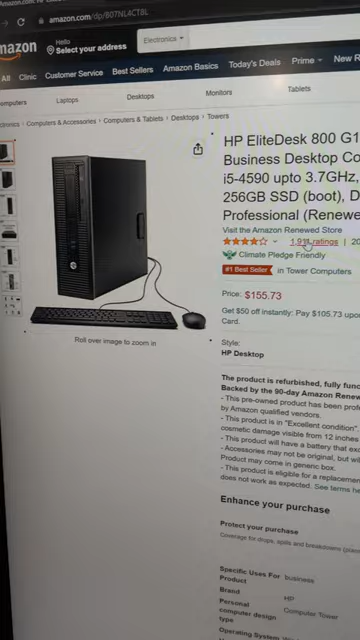 amazon.com/dp/B07NL4CT8L
amazon
Hello
Select your address
Electronics
All Clinic Customer Service Best Sellers Amazon Basics Today's Deals Prime New R
omputers Laptops Desktops Monitors Tablets
ctronics › Computers & Accessories › Computers & Tablets › Desktops › Towers
HP EliteDesk 800 G1
Business Desktop Co
i5-4590 upto 3.7GHz,
256GB SSD (boot), D
Professional (Renewe
Visit the Amazon Renewed Store
ratings | 20
Climate Pledge Friendly
#1 Best Seller in Tower Computers
Price: $155.73
Get $50 off instantly: Pay $105.73 upon
Card.
Roll over image to zoom in
Style:
HP Desktop
The product is refurbished, fully func
Backed by the 90-day Amazon Renew
- This pre-owned product has been prof
by Amazon qualified vendors.
- This product is in "Excellent condition".
cosmetic damage visible from 12 inches
- This product will have a battery that exc
- Accessories may not be original, but wi
Product may come in generic box.
- This product is eligible for a replacemen
does not work as expected. See terms he
Enhance your purchase
Protect your purchase
Coverage for drops, spills and breakdowns (plans
Specific Uses For business
Product
Brand HP
Personal Computer Tower
computer design
type
Operating System